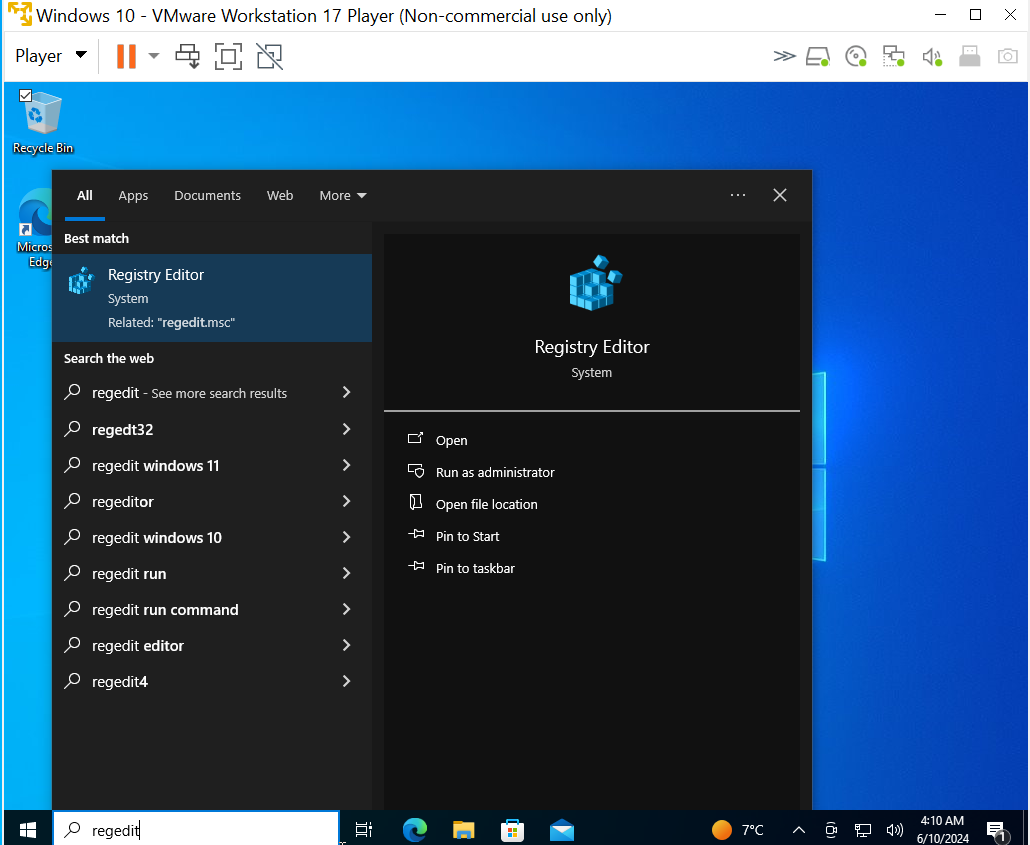 Windows 10 - VMware Workstation 17 Player (Non-commercial use only)
Player
Recycle Bin
All Apps Documents Web More
Micros
Edge
Best match
Registry Editor
System
Related: "regedit.msc"
Search the web
regedit - See more search results
regedt32
regedit windows 11
regeditor
regedit windows 10
regedit run
regedit run command
regedit editor
regedit4
Registry Editor
System
Open
Run as administrator
Open file location
Pin to Start
Pin to taskbar
regedit
7°C
4:10 AM
6/10/2024
1